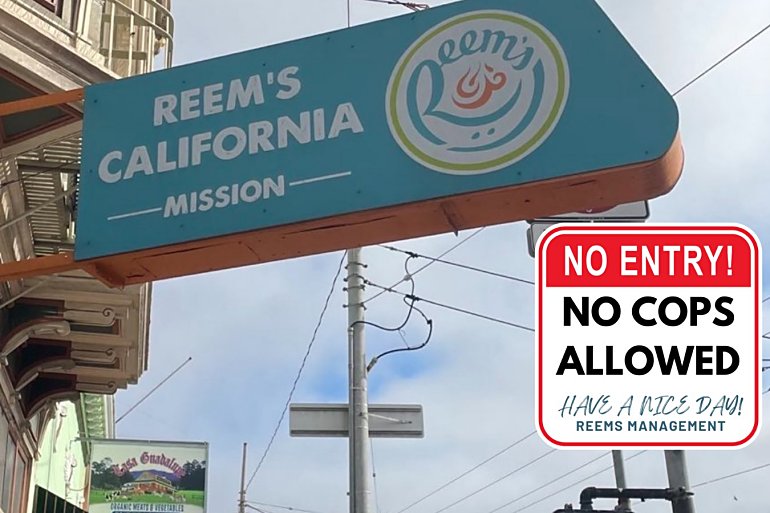 REEM'S
CALIFORNIA
MISSION
Reem's
NO ENTRY!
NO COPS
ALLOWED
HAVE A NICE DAY!
REEMS MANAGEMENT
Casa Guadalupe
ORGANIC MEATS & VEGETABLES